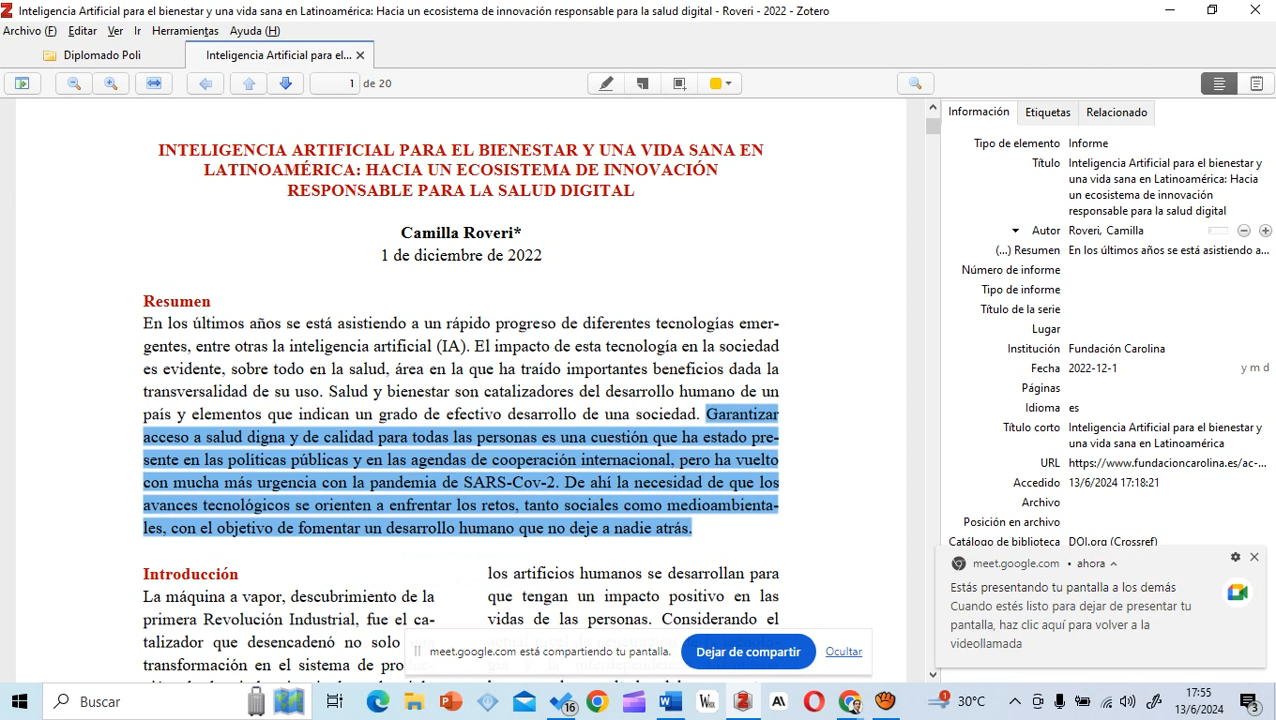 Inteligencia Artificial para el bienestar y una vida sana en Latinoamérica: Hacia un ecosistema de innovación responsable para la salud digital - Roveri - 2022 - Zotero
Archivo (F) Editar Ver Ir Herramientas Ayuda (H)
Diplomado Poli
Inteligencia Artificial para el...
1 de 20
INTELIGENCIA ARTIFICIAL PARA EL BIENESTAR Y UNA VIDA SANA EN
LATINOAMÉRICA: HACIA UN ECOSISTEMA DE INNOVACIÓN
RESPONSABLE PARA LA SALUD DIGITAL
Camilla Roveri*
1 de diciembre de 2022
Resumen
En los últimos años se está asistiendo a un rápido progreso de diferentes tecnologías emer-
gentes, entre otras la inteligencia artificial (IA). El impacto de esta tecnología en la sociedad
es evidente, sobre todo en la salud, área en la que ha traído importantes beneficios dada la
transversalidad de su uso. Salud y bienestar son catalizadores del desarrollo humano de un
país y elementos que indican un grado de efectivo desarrollo de una sociedad. Garantizar
acceso a salud digna y de calidad para todas las personas es una cuestión que ha estado pre-
sente en las políticas públicas y en las agendas de cooperación internacional, pero ha vuelto
con mucha más urgencia con la pandemia de SARS-Cov-2. De ahí la necesidad de que los
avances tecnológicos se orienten a enfrentar los retos, tanto sociales como medioambienta-
les, con el objetivo de fomentar un desarrollo humano que no deje a nadie atrás.
Introducción
La máquina a vapor, descubrimiento de la
primera Revolución Industrial, fue el ca-
talizador que desencadenó no solo
transformación en el sistema de
los artificios humanos se desarrollan para
que tengan un impacto positivo en las
vidas de las personas. Considerando el
meet.google.com está compartiendo tu pantalla.
Dejar de compartir
Ocultar
Información
Etiquetas
Relacionado
Tipo de elemento Informe
Título Inteligencia Artificial para el bienestar y
una vida sana en Latinoamérica: Hacia
un ecosistema de innovación
responsable para la salud digital
Autor Roveri, Camilla
(...) Resumen En los últimos años se está asistiendo a...
Número de informe
Tipo de informe
Título de la serie
Lugar
Institución Fundación Carolina
Fecha 2022-12-1 y m d
Páginas
Idioma es
Título corto Inteligencia Artificial para el bienestar y
una vida sana en Latinoamérica
URL https://www.fundacioncarolina.es/ac-...
Accedido 13/6/2024 17:18:21
Archivo
Posición en archivo
Catálogo de biblioteca DOI.org (Crossref)
meet.google.com • ahora
Estás presentando tu pantalla a los demás
Cuando estés listo para dejar de presentar tu
pantalla, haz clic aquí para volver a la
videollamada
Buscar
16
30°C
17:55
13/6/2024
3